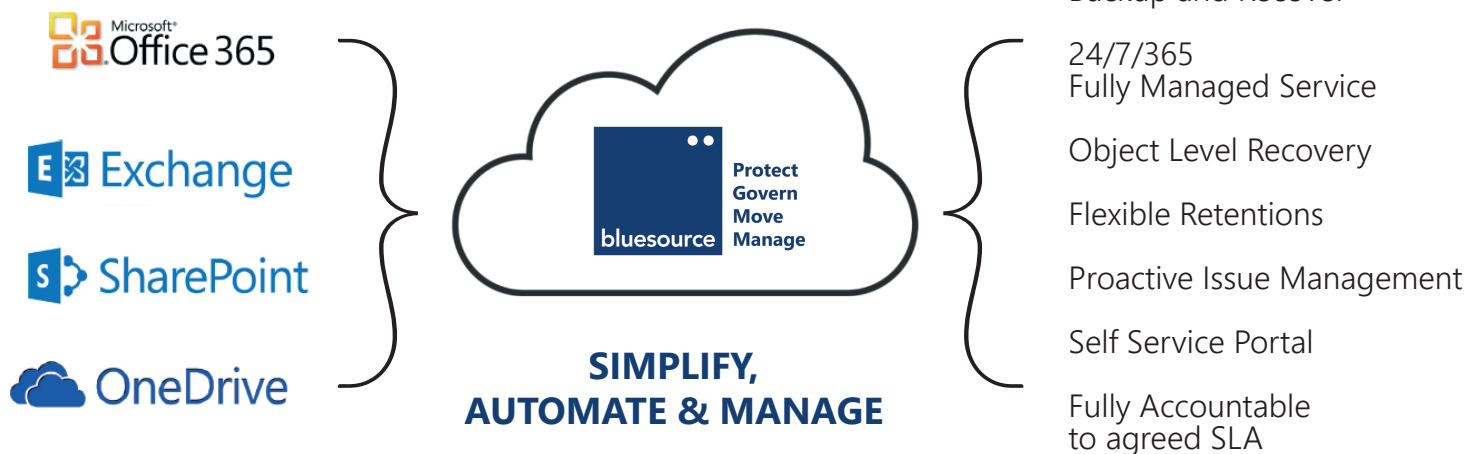 Microsoft®
Office 365
Exchange
SharePoint
OneDrive
bluesource
Protect
Govern
Move
Manage
SIMPLIFY,
AUTOMATE & MANAGE
24/7/365
Fully Managed Service
Object Level Recovery
Flexible Retentions
Proactive Issue Management
Self Service Portal
Fully Accountable
to agreed SLA